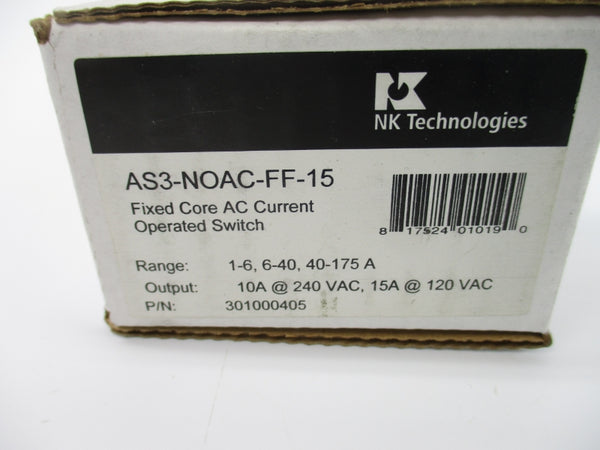 NK Technologies
AS3-NOAC-FF-15
Fixed Core AC Current
Operated Switch
8 17524 01019 0
Range: 1-6, 6-40, 40-175 A
Output: 10A @ 240 VAC, 15A @ 120 VAC
P/N: 301000405